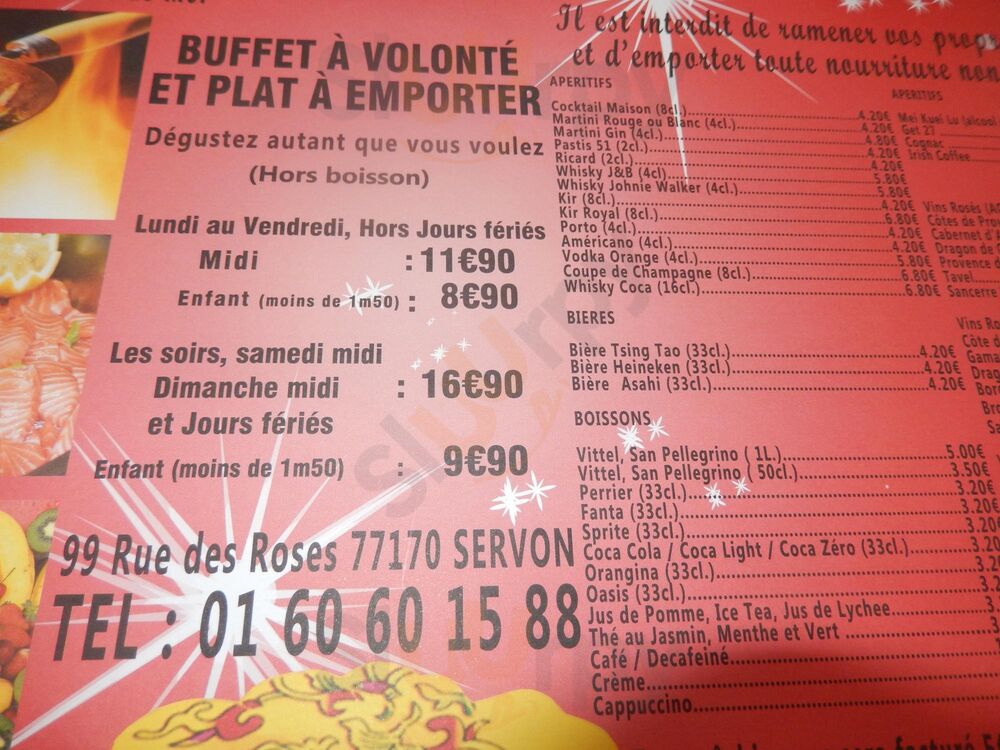 BUFFET À VOLONTÉ
ET PLAT À EMPORTER
Dégustez autant que vous voulez
(Hors boisson)
Lundi au Vendredi, Hors Jours fériés
Midi : 11€90
Enfant (moins de 1m50) : 8€90
Les soirs, samedi midi
Dimanche midi : 16€90
et Jours fériés
Enfant (moins de 1m50) : 9€90
99 Rue des Roses 77170 SERVON
TEL : 01 60 60 15 88
Il est interdit de ramener vos
et d'emporter toute nourriture
APERITIFS
Cocktail Maison (8cl.)
Martini Rouge ou Blanc (4cl.) 4.20€
Martini Gin (4cl.) 4.20€
Pastis 51 (2cl.) 4.80€
Ricard (2cl.) 4.20€
Whisky J&B (4cl) 4.20€
Whisky Johnie Walker (4cl.) 5.80€
Kir (8cl.) 5.80€
Kir Royal (8cl.) 4.20€
Porto (4cl.) 6.80€
Américano (4cl.) 4.20€
Vodka Orange (4cl.) 4.20€
Coupe de Champagne (8cl.) 5.80€
Whisky Coca (16cl.) 6.80€
6.80€
BIERES
Bière Tsing Tao (33cl.) 4.20€
Bière Heineken (33cl.) 4.20€
Bière Asahi (33cl.) 4.20€
BOISSONS
Vittel, San Pellegrino ( 1L.) 5.00€
Vittel, San Pellegrino ( 50cl.) 3.50€
Perrier (33cl.) 3.20€
Fanta (33cl.) 3.20€
Sprite (33cl.) 3.20€
Coca Cola / Coca Light / Coca Zéro (33cl.) 3.20
Orangina (33cl.)
Oasis (33cl.)
Jus de Pomme, Ice Tea, Jus de Lychee
Thé au Jasmin, Menthe et Vert
Café / Decafeiné
Crème
Cappuccino
APERITIFS
Mei Kuei Lu (alcool
Get 27
Cognac
Irish Coffee
Vins Rosés
Côtes de
Cabernet d'
Dragon de
Provence
Tavel
Sancerre
Vins
Côte